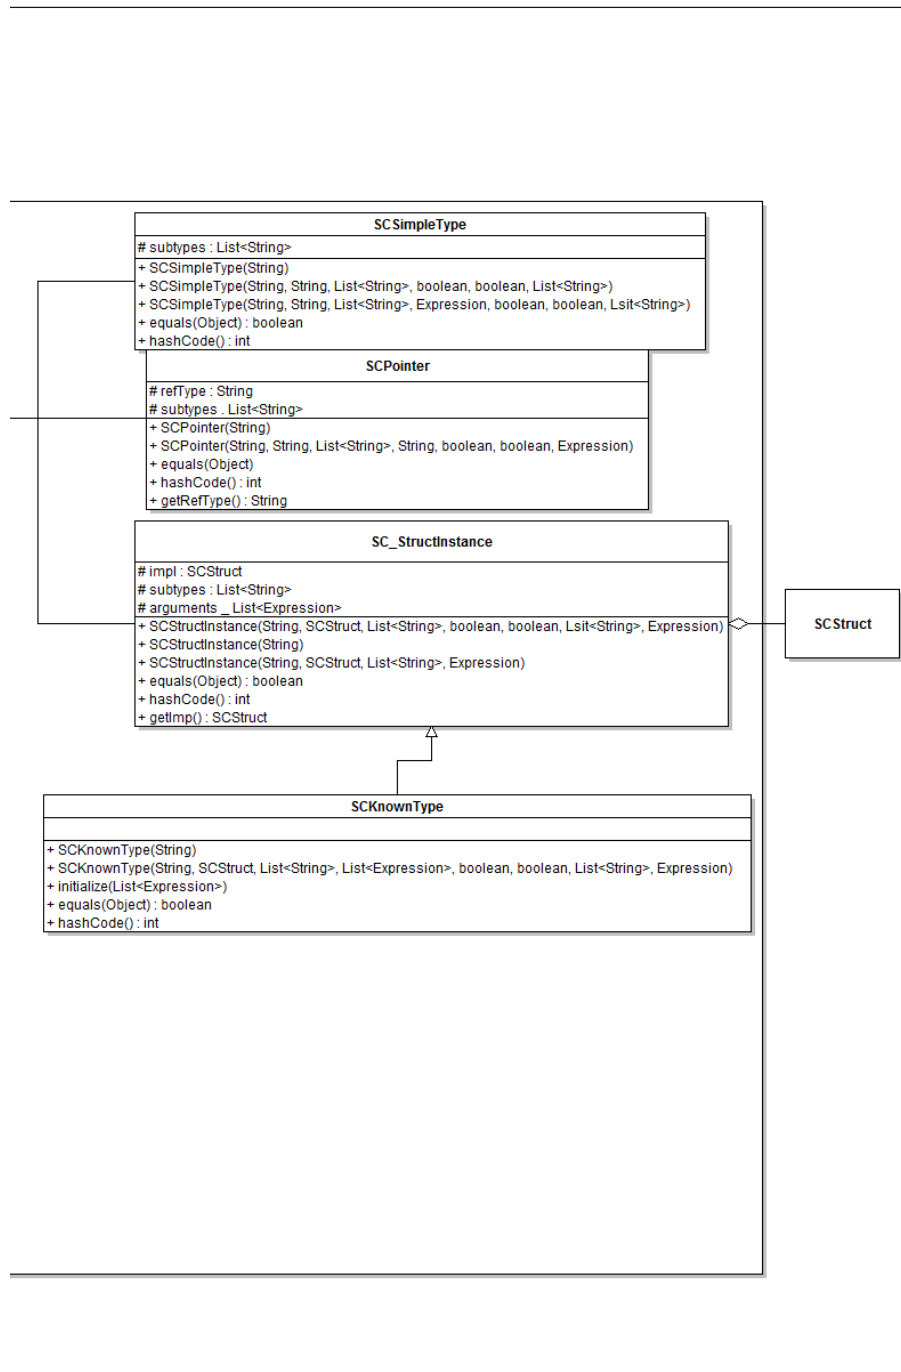 SCSimpleType
# subtypes : List<String>
+ SCSimpleType(String)
+ SCSimpleType(String, String, List<String>, boolean, boolean, List<String>)
+ SCSimpleType(String, String, List<String>, Expression, boolean, boolean, Lsit<String>)
+ equals(Object) : boolean
+ hashCode() : int
SCPointer
# refType : String
# subtypes . List<String>
+ SCPointer(String)
+ SCPointer(String, String, List<String>, String, boolean, boolean, Expression)
+ equals(Object)
+ hashCode() : int
+ getRefType() : String
SC_StructInstance
# impl : SCStruct
# subtypes : List<String>
# arguments _ List<Expression>
+ SCStructInstance(String, SCStruct, List<String>, boolean, boolean, Lsit<String>, Expression)
+ SCStructInstance(String)
+ SCStructInstance(String, SCStruct, List<String>, Expression)
+ equals(Object) : boolean
+ hashCode() : int
+ getImp() : SCStruct
SCStruct
SCKnownType
+ SCKnownType(String)
+ SCKnownType(String, SCStruct, List<String>, List<Expression>, boolean, boolean, List<String>, Expression)
+ initialize(List<Expression>)
+ equals(Object) : boolean
+ hashCode() : int